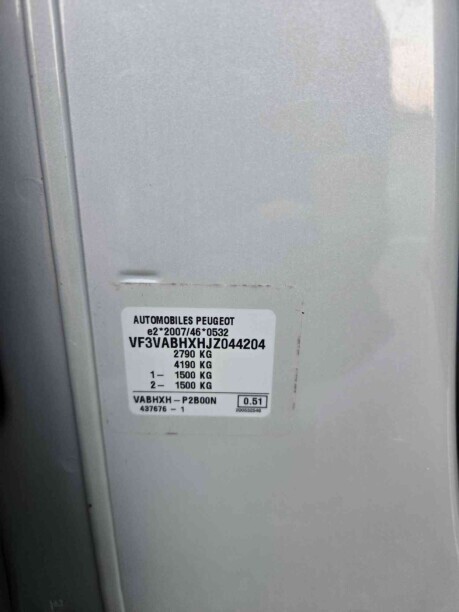 AUTOMOBILES PEUGEOT
e2*2007/46*0532
VF3VABHXHJZ044204
2790 KG
4190 KG
1- 1500 KG
2- 1500 KG
VABHXH-P2B00N 0.51
437676 - 1